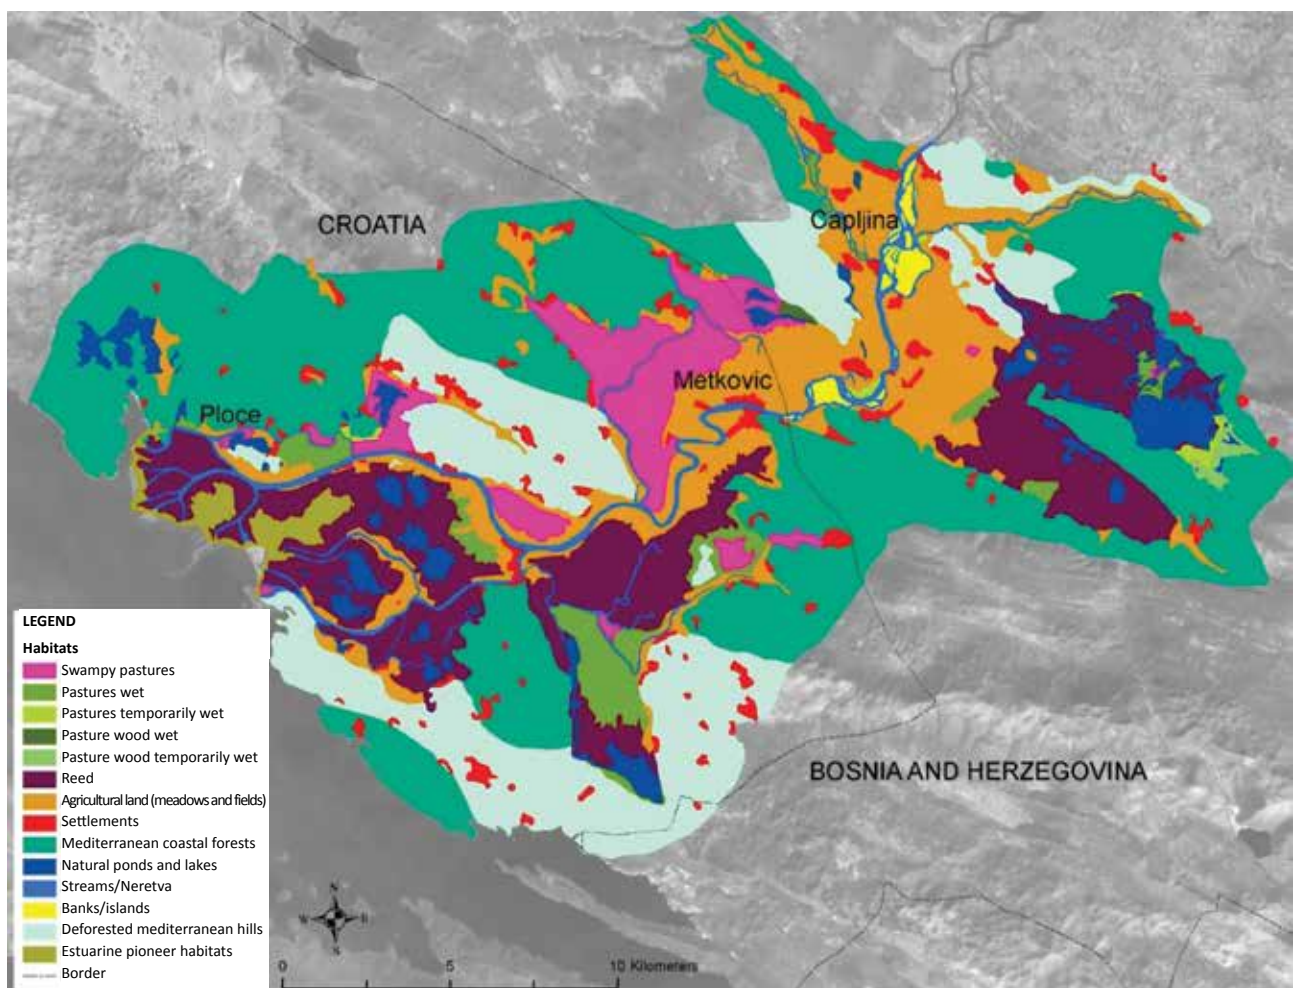 CROATIA
Capljina
Metkovic
Ploçe
BOSNIA AND HERZEGOVINA
LEGEND
Habitats
Swampy pastures
Pastures wet
Pastures temporarily wet
Pasture wood wet
Pasture wood temporarily wet
Reed
Agricultural land (meadows and fields)
Settlements
Mediterranean coastal forests
Natural ponds and lakes
Streams/Neretva
Banks/islands
Deforested mediterranean hills
Estuarine pioneer habitats
Border
N
W E
S
0 5 10 Kilometers